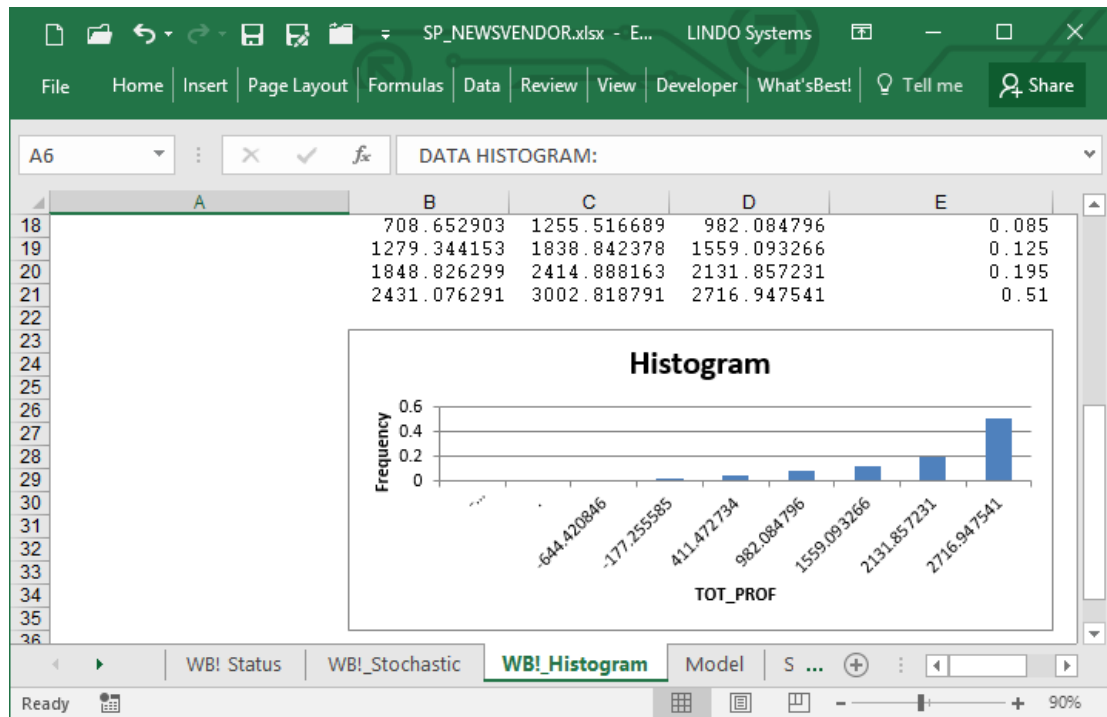 SP_NEWSVENDOR.xlsx - E... LINDO Systems
File Home Insert Page Layout Formulas Data Review View Developer What'sBest! Tell me Share
A6 fx DATA HISTOGRAM:
A B C D E
18 708.652903 1255.516689 982.084796 0.085
19 1279.344153 1838.842378 1559.093266 0.125
20 1848.826299 2414.888163 2131.857231 0.195
21 2431.076291 3002.818791 2716.947541 0.51
22
23
24
25
26
27
28
29
30
31
32
33
34
35
36
Histogram
Frequency
0.6
0.4
0.2
0
-... . -644.420846 -177.255585 411.472734 982.084796 1559.093266 2131.857231 2716.947541
TOT_PROF
WB! Status WB!_Stochastic WB!_Histogram Model S ...
Ready 90%